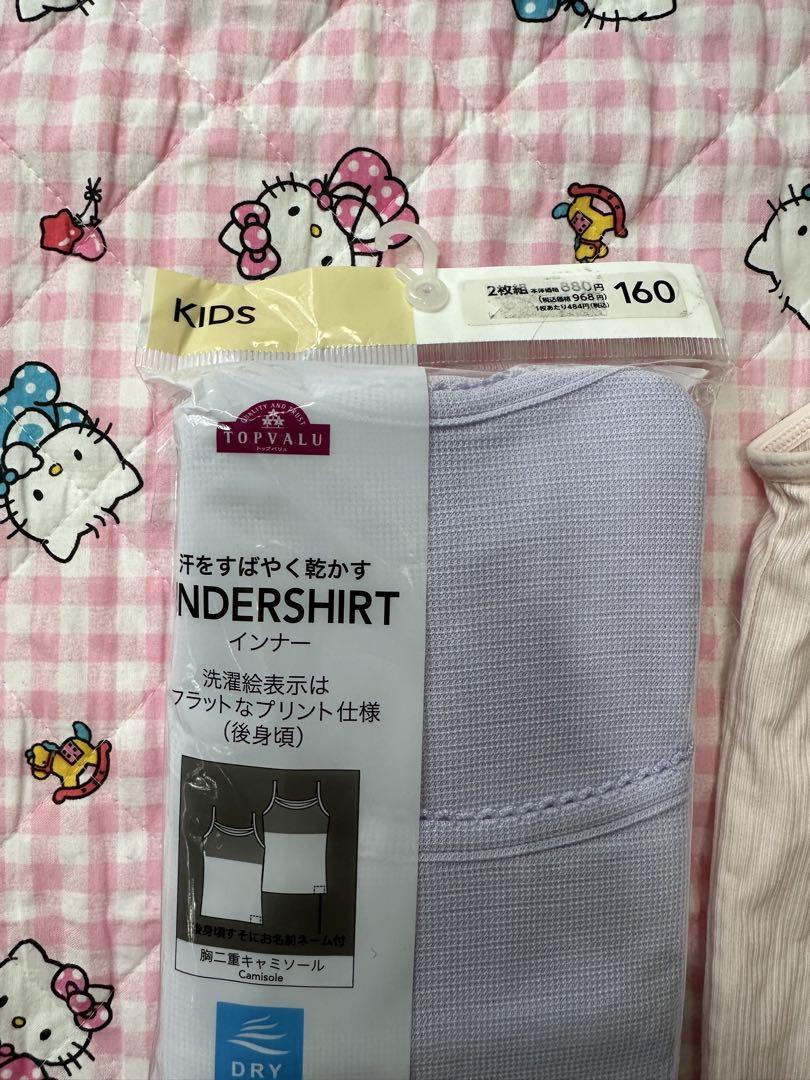 KIDS
2枚組 本体価格 880円
(税込価格 968円)
1枚あたり484円(税込)
160
QUALITY AND TRUST
TOPVALU
トップバリュ
汗をすばやく乾かす
NDERSHIRT
インナー
洗濯絵表示は
フラットなプリント仕様
(後身頃)
後身頃すそにお名前ネーム付
胸二重キャミソール
Camisole
DRY